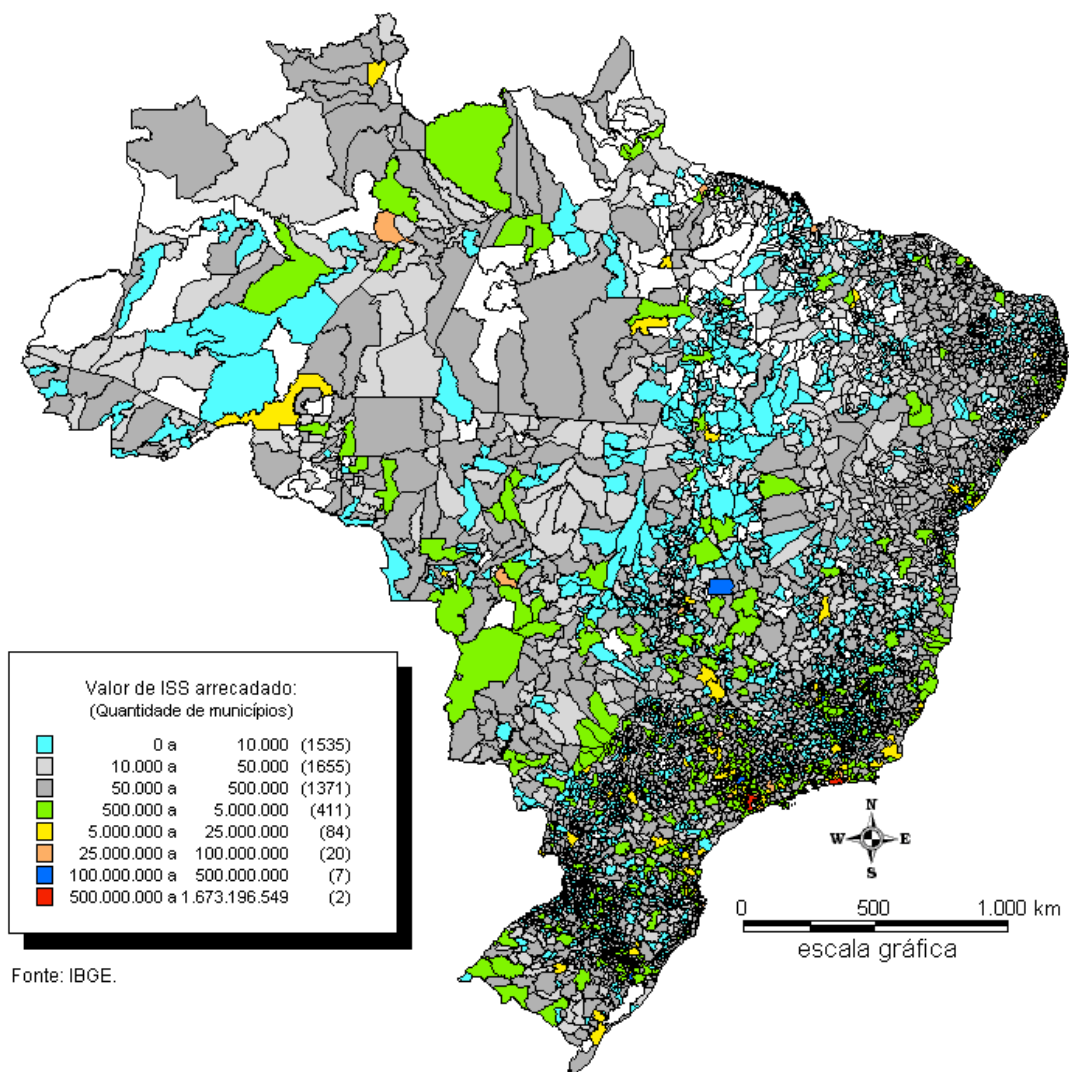 Valor de ISS arrecadado:
(Quantidade de municípios)
0 a 10.000 (1535)
10.000 a 50.000 (1655)
50.000 a 500.000 (1371)
500.000 a 5.000.000 (411)
5.000.000 a 25.000.000 (84)
25.000.000 a 100.000.000 (20)
100.000.000 a 500.000.000 (7)
500.000.000 a 1.673.196.549 (2)
Fonte: IBGE.
N
W E
S
0 500 1.000 km
escala gráfica